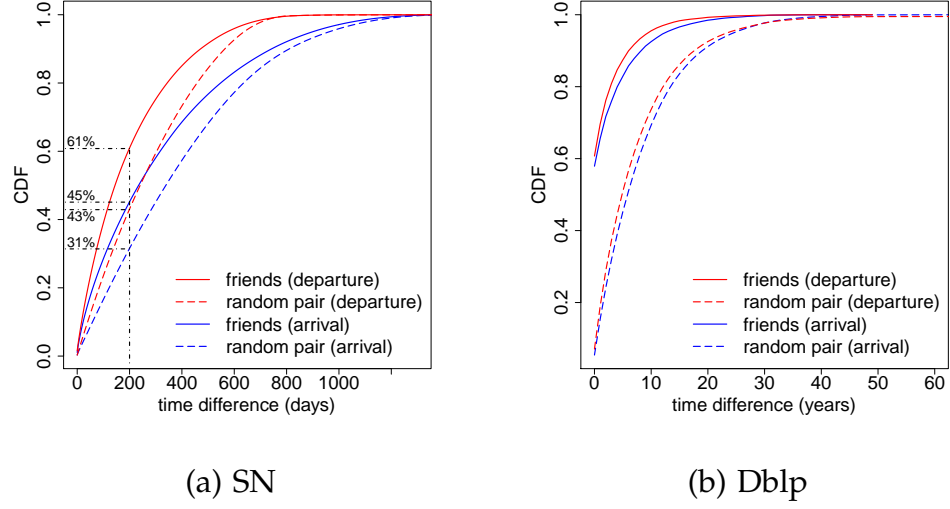 1.0
0.8
0.6
0.4
0.2
0.0
CDF
61%
45%
43%
31%
friends (departure)
random pair (departure)
friends (arrival)
random pair (arrival)
0 200 400 600 800 1000
time difference (days)
(a) SN
1.0
0.8
0.6
0.4
0.2
CDF
friends (departure)
random pair (departure)
friends (arrival)
random pair (arrival)
0 10 20 30 40 50 60
time difference (years)
(b) Dblp